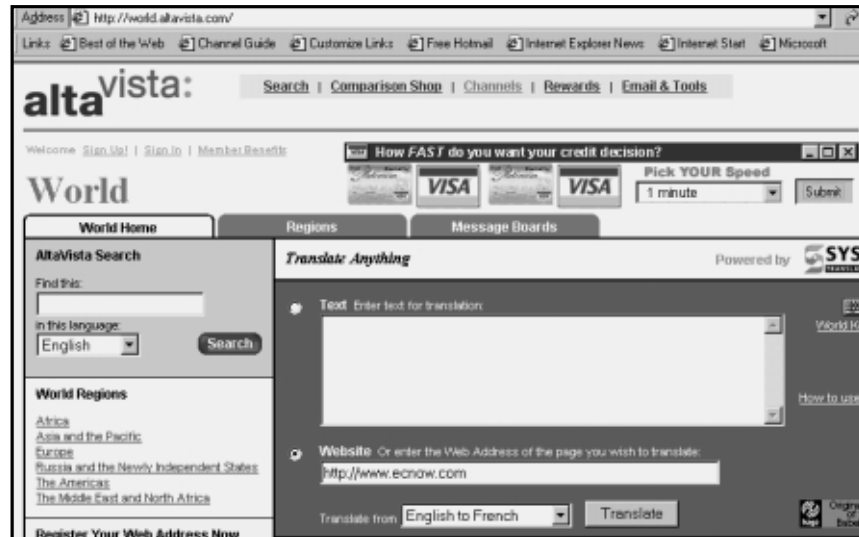 Address http://world.altavista.com/
Links Best of the Web Channel Guide Customize Links Free Hotmail Internet Explorer News Internet Start Microsoft
altavista:
Search | Comparison Shop | Channels | Rewards | Email & Tools
Welcome Sign Up! | Sign In | Member Benefits
How FAST do you want your credit decision?
World
VISA VISA
Pick YOUR Speed
1 minute Submit
World Home Regions Message Boards
AltaVista Search
Find this:
in this language:
English Search
World Regions
Africa
Asia and the Pacific
Europe
Russia and the Newly Independent States
The Americas
The Middle East and North Africa
Register Your Web Address Now
Translate Anything Powered by SYS
Text Enter text for translation:
World K
How to use
Website Or enter the Web Address of the page you wish to translate:
http://www.ecnow.com
Translate from English to French Translate